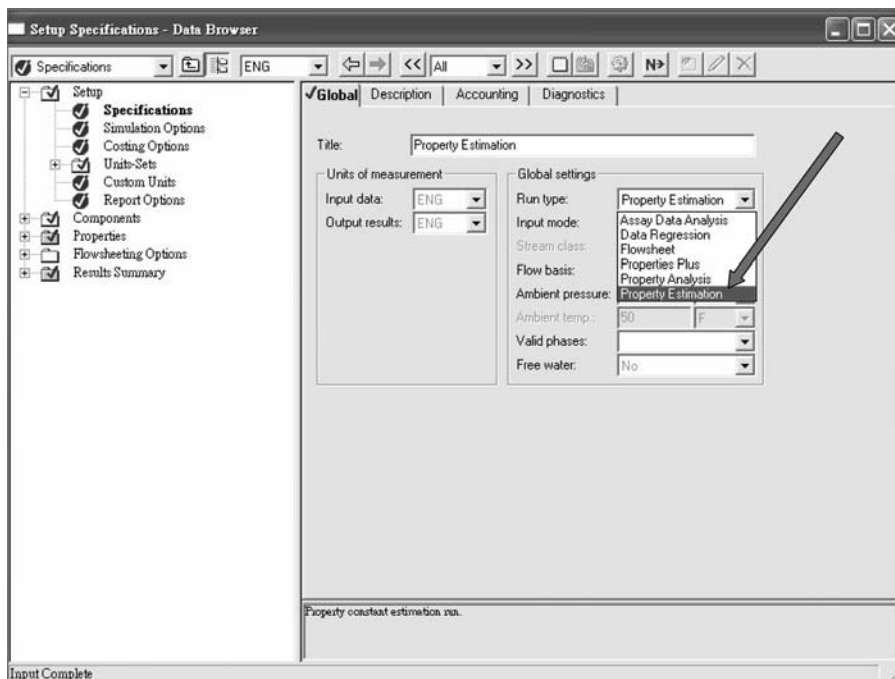 Setup Specifications - Data Browser
Specifications ENG << All >> N>
Setup
Specifications
Simulation Options
Costing Options
Units-Sets
Custom Units
Report Options
Components
Properties
Flowsheeting Options
Results Summary
Global Description Accounting Diagnostics
Title: Property Estimation
Units of measurement
Input data: ENG
Output results: ENG
Global settings
Run type: Property Estimation
Input mode:
Stream class:
Flow basis:
Ambient pressure:
Assay Data Analysis
Data Regression
Flowsheet
Properties Plus
Property Analysis
Property Estimation
Ambient temp.: 50 F
Valid phases:
Free water: No
Property constant estimation run.
Input Complete